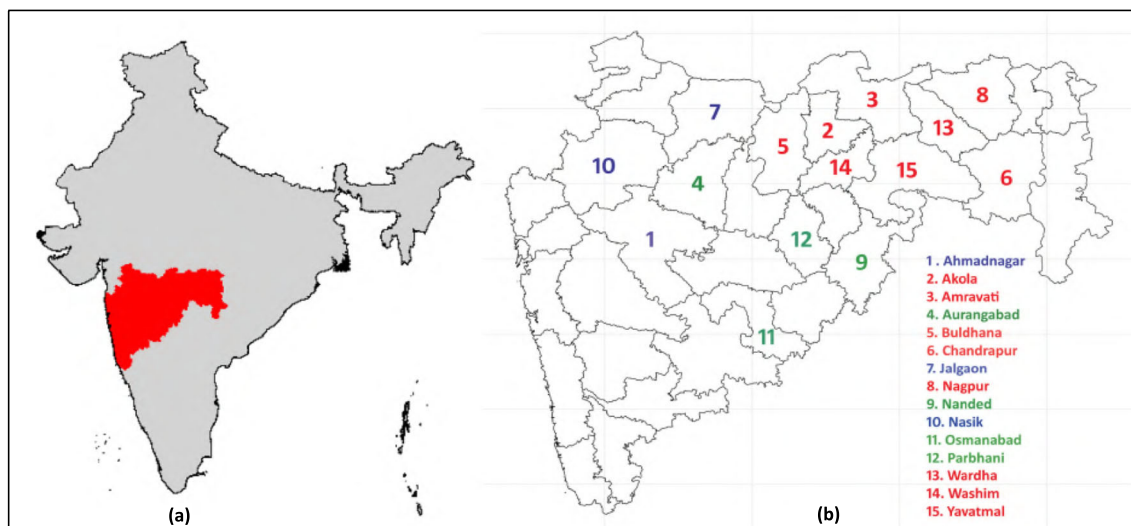 3
8
7
2
13
5
10
14
15
4
6
1
12
9
11
1 . Ahmadnagar
2. Akola
3. Amravati
4. Aurangabad
5. Buldhana
6. Chandrapur
7. Jalgaon
8. Nagpur
9. Nanded
10. Nasik
11. Osmanabad
12. Parbhani
13. Wardha
14. Washim
15. Yavatmal
(a)
(b)